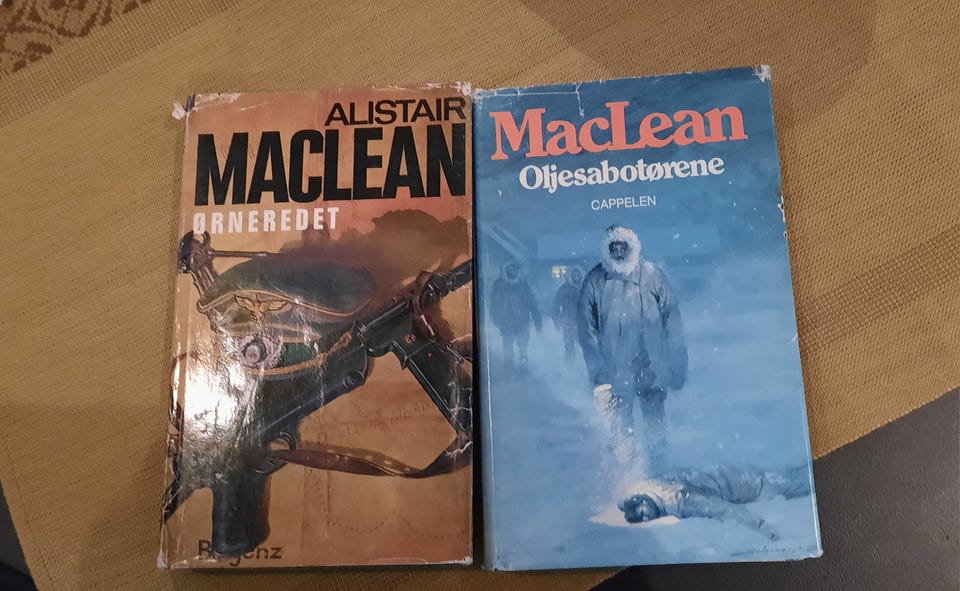 ALISTAIR
MACLEAN
ØRNEREDET
MacLean
Oljesabotørene
CAPPELEN